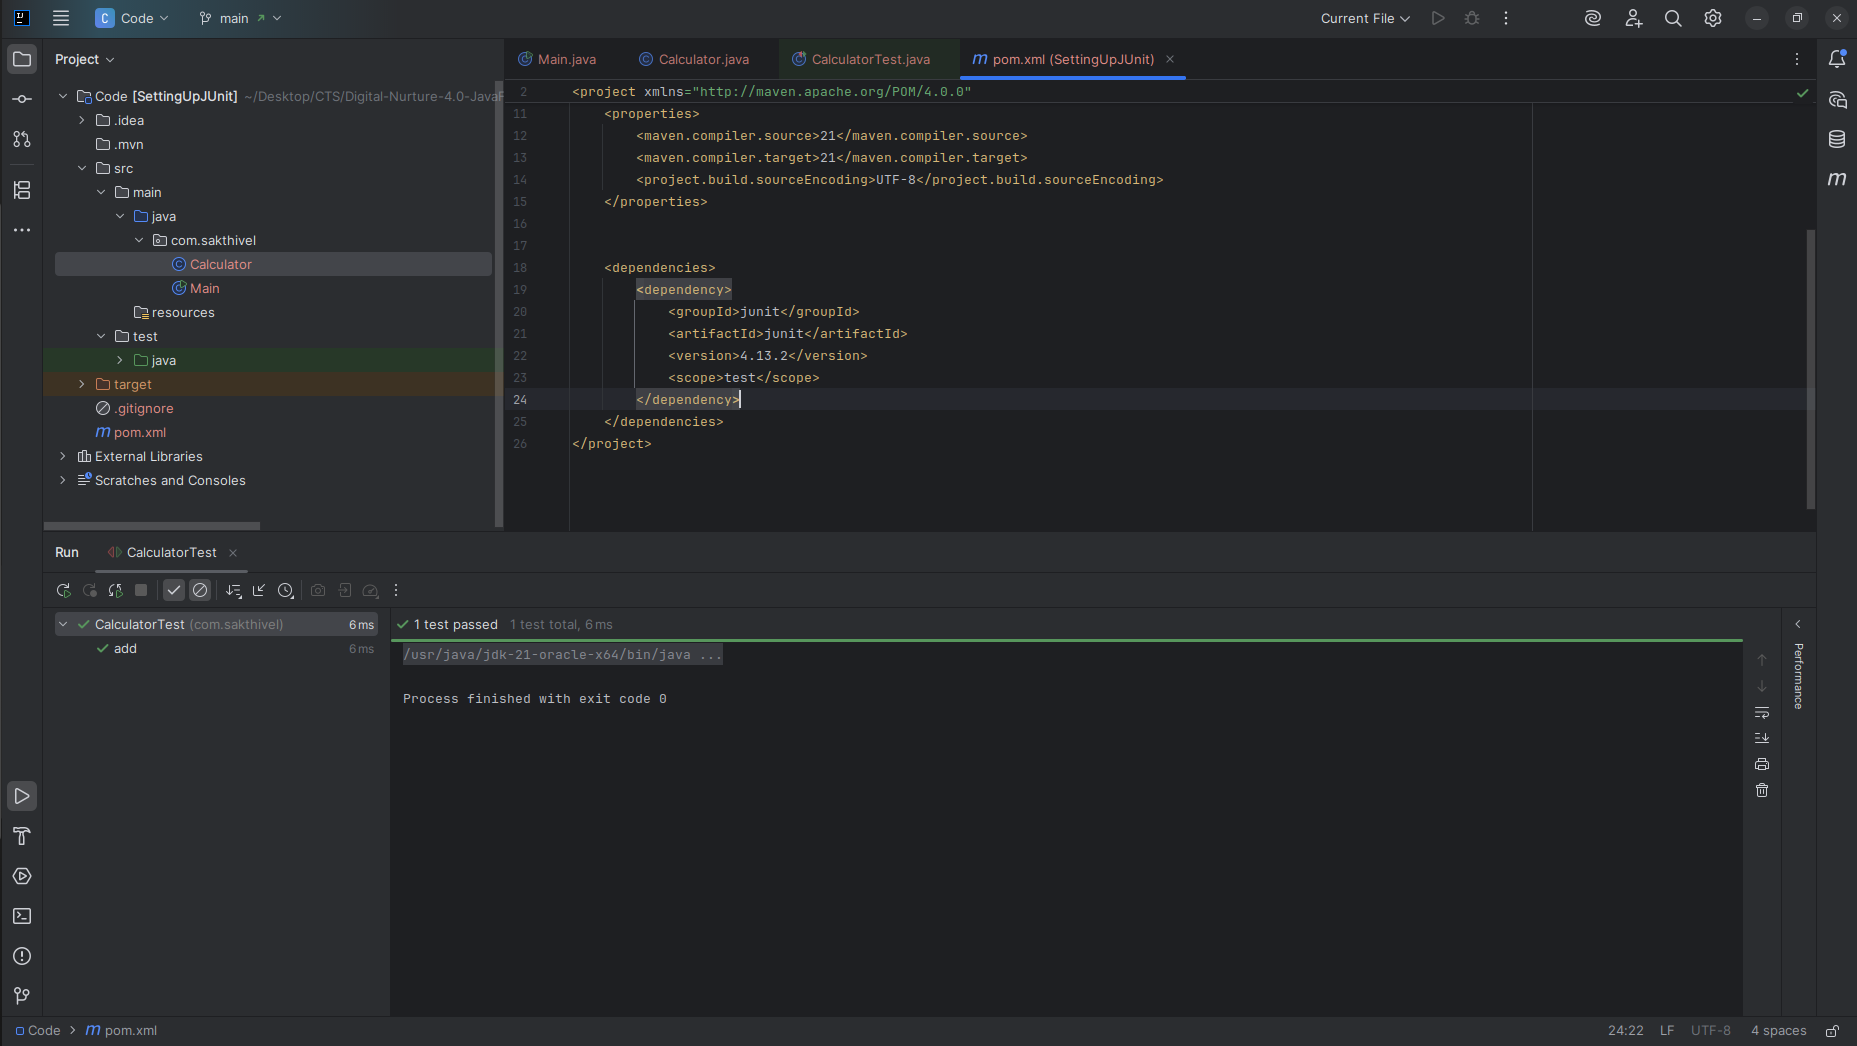 C Code main Current File
Project
Code [SettingUpJUnit] ~/Desktop/CTS/Digital-Nurture-4.0-JavaF
.idea
.mvn
src
main
java
com.sakthivel
Calculator
Main
resources
test
java
target
.gitignore
pom.xml
External Libraries
Scratches and Consoles
Main.java Calculator.java CalculatorTest.java pom.xml (SettingUpJUnit)
2 <project xmlns="http://maven.apache.org/POM/4.0.0"
11 <properties>
12 <maven.compiler.source>21</maven.compiler.source>
13 <maven.compiler.target>21</maven.compiler.target>
14 <project.build.sourceEncoding>UTF-8</project.build.sourceEncoding>
15 </properties>
16
17
18 <dependencies>
19 <dependency>
20 <groupId>junit</groupId>
21 <artifactId>junit</artifactId>
22 <version>4.13.2</version>
23 <scope>test</scope>
24 </dependency>
25 </dependencies>
26 </project>
Run CalculatorTest
CalculatorTest (com.sakthivel) 6 ms
add 6 ms
1 test passed 1 test total, 6 ms
/usr/java/jdk-21-oracle-x64/bin/java ...
Process finished with exit code 0
Performance
Code pom.xml 24:22 LF UTF-8 4 spaces